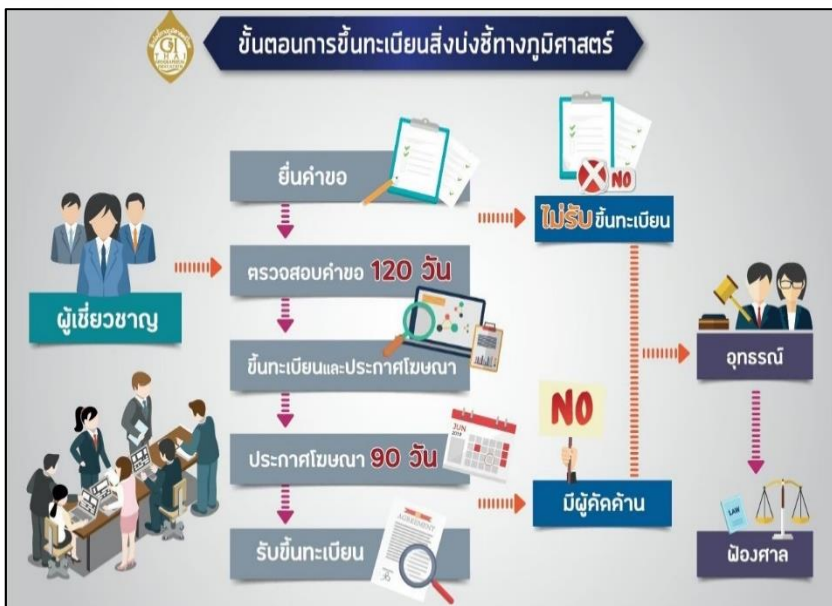 GI
THAI
GEOGRAPHICAL
INDICATION
ขั้นตอนการขึ้นทะเบียนสิ่งบ่งชี้ทางภูมิศาสตร์
ยื่นคำขอ
NO
ไม่รับขึ้นทะเบียน
ผู้เชี่ยวชาญ
ตรวจสอบคำขอ 120 วัน
ขึ้นทะเบียนและประกาศโฆษณา
อุทธรณ์
ประกาศโฆษณา 90 วัน
JUN
NO
มีผู้คัดค้าน
รับขึ้นทะเบียน
AGREEMENT
LAW
ฟ้องศาล